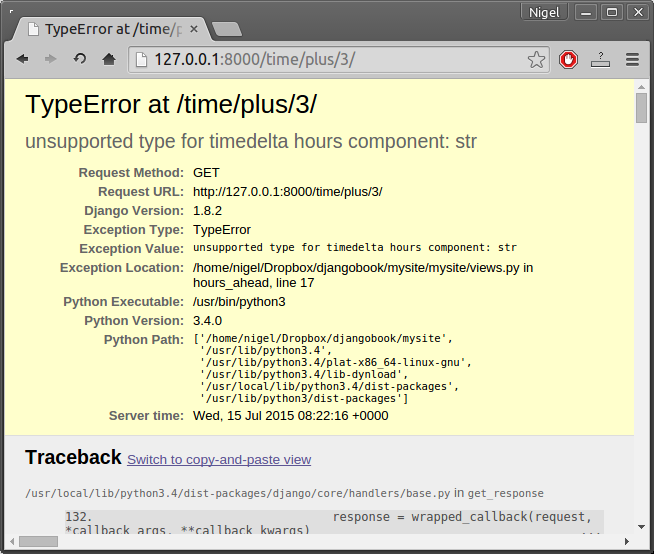 Nigel
TypeError at /time/p
127.0.0.1:8000/time/plus/3/
TypeError at /time/plus/3/
unsupported type for timedelta hours component: str
Request Method: GET
Request URL: http://127.0.0.1:8000/time/plus/3/
Django Version: 1.8.2
Exception Type: TypeError
Exception Value: unsupported type for timedelta hours component: str
Exception Location: /home/nigel/Dropbox/djangobook/mysite/mysite/views.py in
hours_ahead, line 17
Python Executable: /usr/bin/python3
Python Version: 3.4.0
Python Path: ['/home/nigel/Dropbox/djangobook/mysite',
'/usr/lib/python3.4',
'/usr/lib/python3.4/plat-x86_64-linux-gnu',
'/usr/lib/python3.4/lib-dynload',
'/usr/local/lib/python3.4/dist-packages',
'/usr/lib/python3/dist-packages']
Server time: Wed, 15 Jul 2015 08:22:16 +0000
Traceback Switch to copy-and-paste view
/usr/local/lib/python3.4/dist-packages/django/core/handlers/base.py in get_response
132. response = wrapped_callback(request,
*callback_args, **callback_kwargs) ...